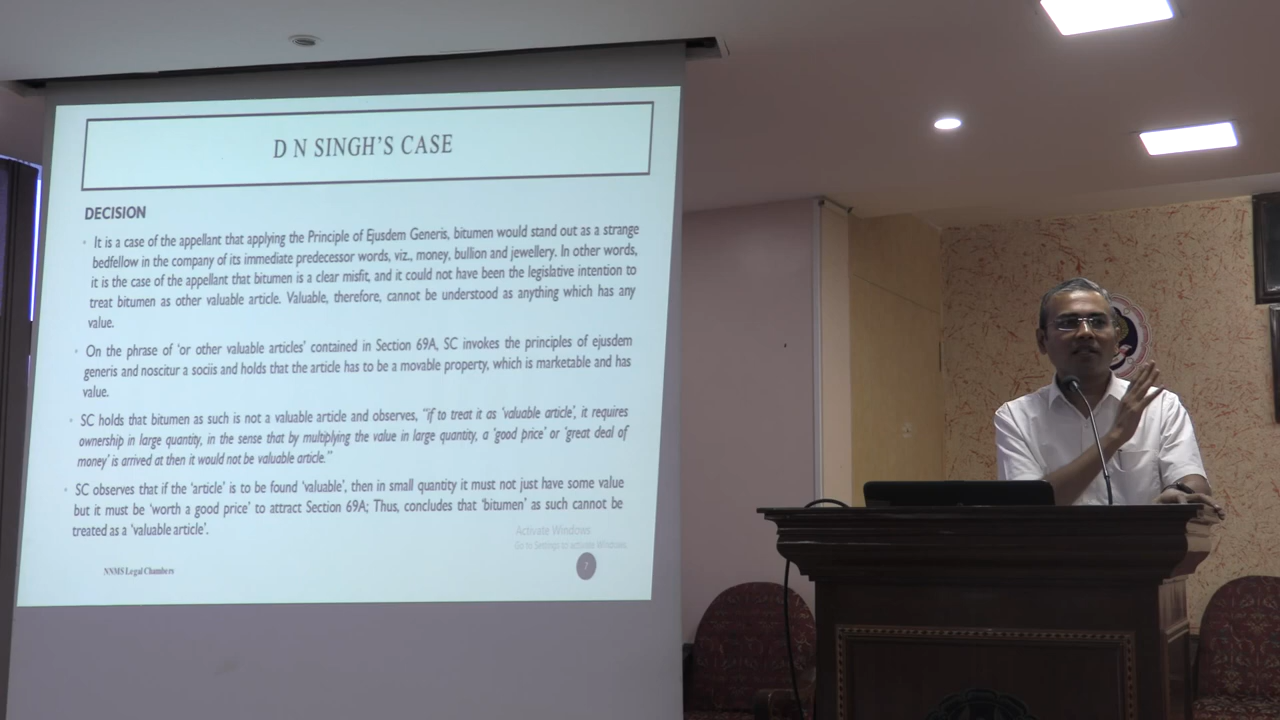 D N SINGH'S CASE
DECISION
It is a case of the appellant that applying the Principle of Ejusdem Generis, bitumen would stand out as a strange
bedfellow in the company of its immediate predecessor words, viz., money, bullion and jewellery. In other words,
it is the case of the appellant that bitumen is a clear misfit, and it could not have been the legislative intention to
treat bitumen as other valuable article. Valuable, therefore, cannot be understood as anything which has any
value.
On the phrase of 'or other valuable articles' contained in Section 69A, SC invokes the principles of ejusdem
generis and noscitur a sociis and holds that the article has to be a movable property, which is marketable and has
value.
SC holds that bitumen as such is not a valuable article and observes, "if to treat it as 'valuable article', it requires
ownership in large quantity, in the sense that by multiplying the value in large quantity, a 'good price' or 'great deal of
money' is arrived at then it would not be valuable article."
SC observes that if the 'article' is to be found 'valuable', then in small quantity it must not just have some value
but it must be 'worth a good price' to attract Section 69A; Thus, concludes that 'bitumen' as such cannot be
treated as a 'valuable article'.
Activate Windows
Go to Settings to activate Windows.
NNMS Legal Chambers
7